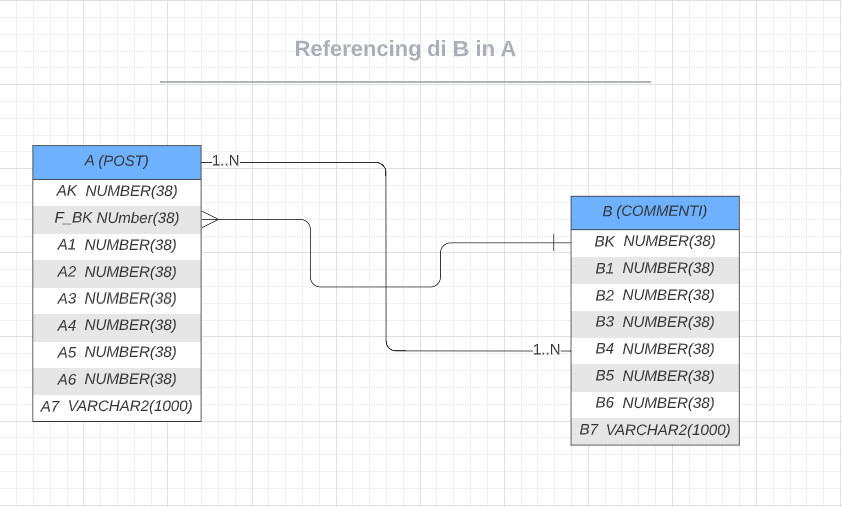 Referencing di B in A
A (POST)
1..N
AK NUMBER(38)
F_BK NUmber(38)
A1 NUMBER(38)
A2 NUMBER(38)
A3 NUMBER(38)
A4 NUMBER(38)
A5 NUMBER(38)
A6 NUMBER(38)
A7 VARCHAR2(1000)
B (COMMENTI)
BK NUMBER(38)
B1 NUMBER(38)
B2 NUMBER(38)
B3 NUMBER(38)
1..N
B4 NUMBER(38)
B5 NUMBER(38)
B6 NUMBER(38)
B7 VARCHAR2(1000)